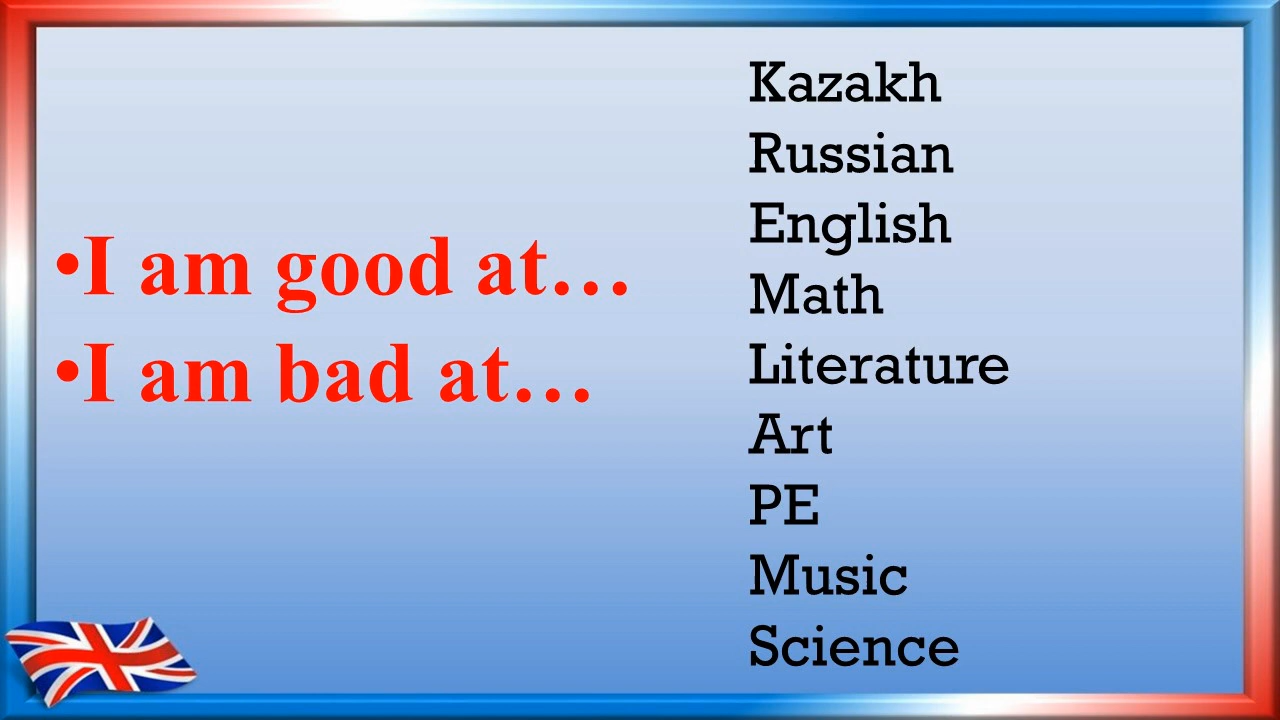 •I am good at…
•I am bad at…
Kazakh
Russian
English
Math
Literature
Art
PE
Music
Science